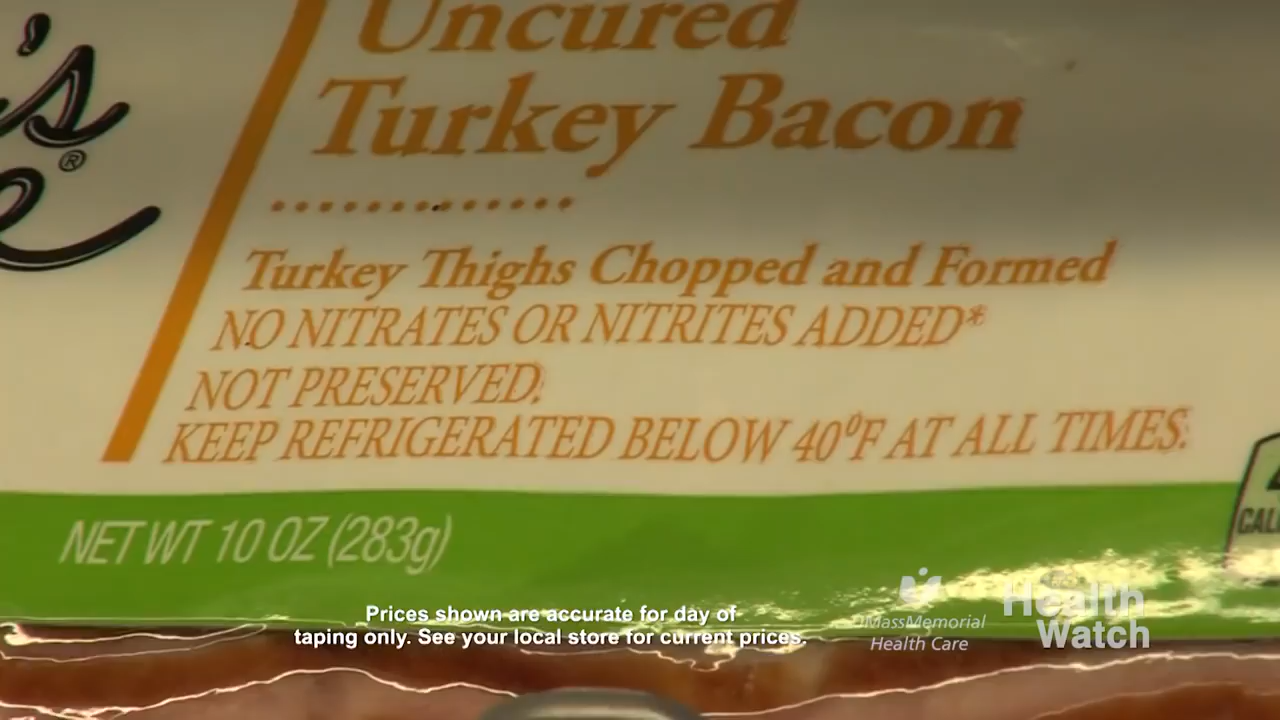 Uncured
Turkey Bacon
's
®
e
Turkey Thighs Chopped and Formed
NO NITRATES OR NITRITES ADDED*
NOT PRESERVED.
KEEP REFRIGERATED BELOW 40°F AT ALL TIMES.
NET WT 10 OZ (283g)
Prices shown are accurate for day of
taping only. See your local store for current prices.
UMassMemorial
Health Care
Health
Watch